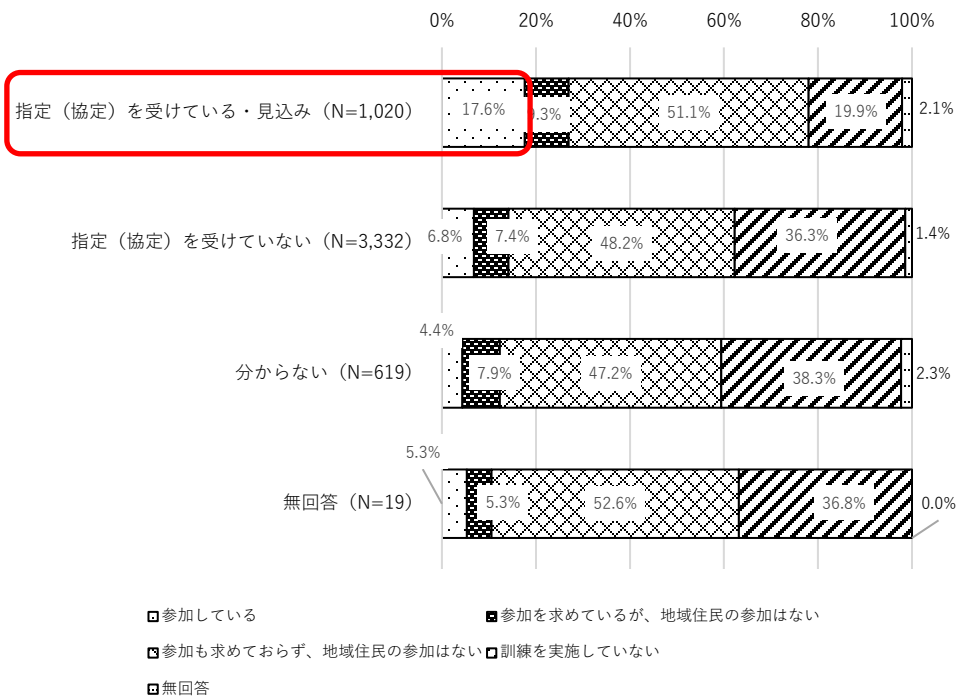 0% 20% 40% 60% 80% 100%
指定（協定）を受けている・見込み（N=1,020） 17.6% .3% 51.1% 19.9% 2.1%
指定（協定）を受けていない（N=3,332） 6.8% 7.4% 48.2% 36.3% 1.4%
4.4%
分からない（N=619） 7.9% 47.2% 38.3% 2.3%
5.3%
無回答（N=19） 5.3% 52.6% 36.8% 0.0%
参加している 参加を求めているが、地域住民の参加はない
参加も求めておらず、地域住民の参加はない 訓練を実施していない
無回答